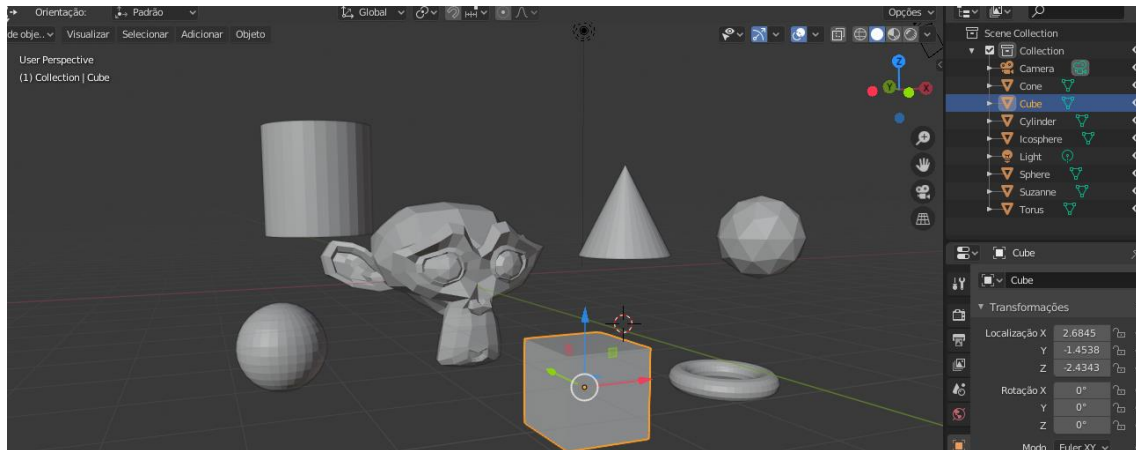 Orientação: Padrão Global Opções
de obje.. Visualizar Selecionar Adicionar Objeto
User Perspective
(1) Collection | Cube
Z
Y
X
Scene Collection
Collection
Camera
Cone
Cube
Cylinder
Icosphere
Light
Sphere
Suzanne
Torus
Cube
Cube
Transformações
Localização X 2.6845
Y -1.4538
Z -2.4343
Rotação X 0°
Y 0°
Z 0°
Modo Euler XY